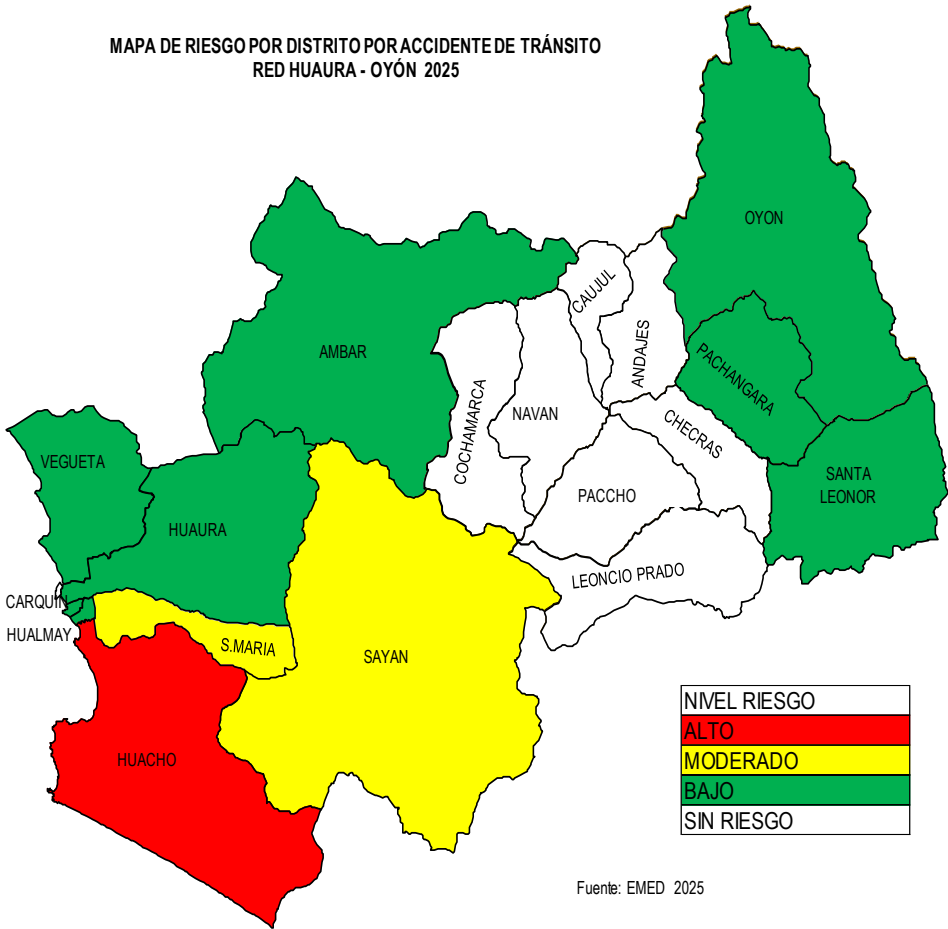 MAPA DE RIESGO POR DISTRITO POR ACCIDENTE DE TRÁNSITO
RED HUAURA - OYÓN 2025
OYON
CAUJUL
ANDAJES
AMBAR
PACHANGARA
COCHAMARCA
NAVAN
CHECRAS
VEGUETA
SANTA
LEONOR
PACCHO
HUAURA
LEONCIO PRADO
CARQUIN
HUALMAY
S.MARIA
SAYAN
HUACHO
NIVEL RIESGO
ALTO
MODERADO
BAJO
SIN RIESGO
Fuente: EMED 2025